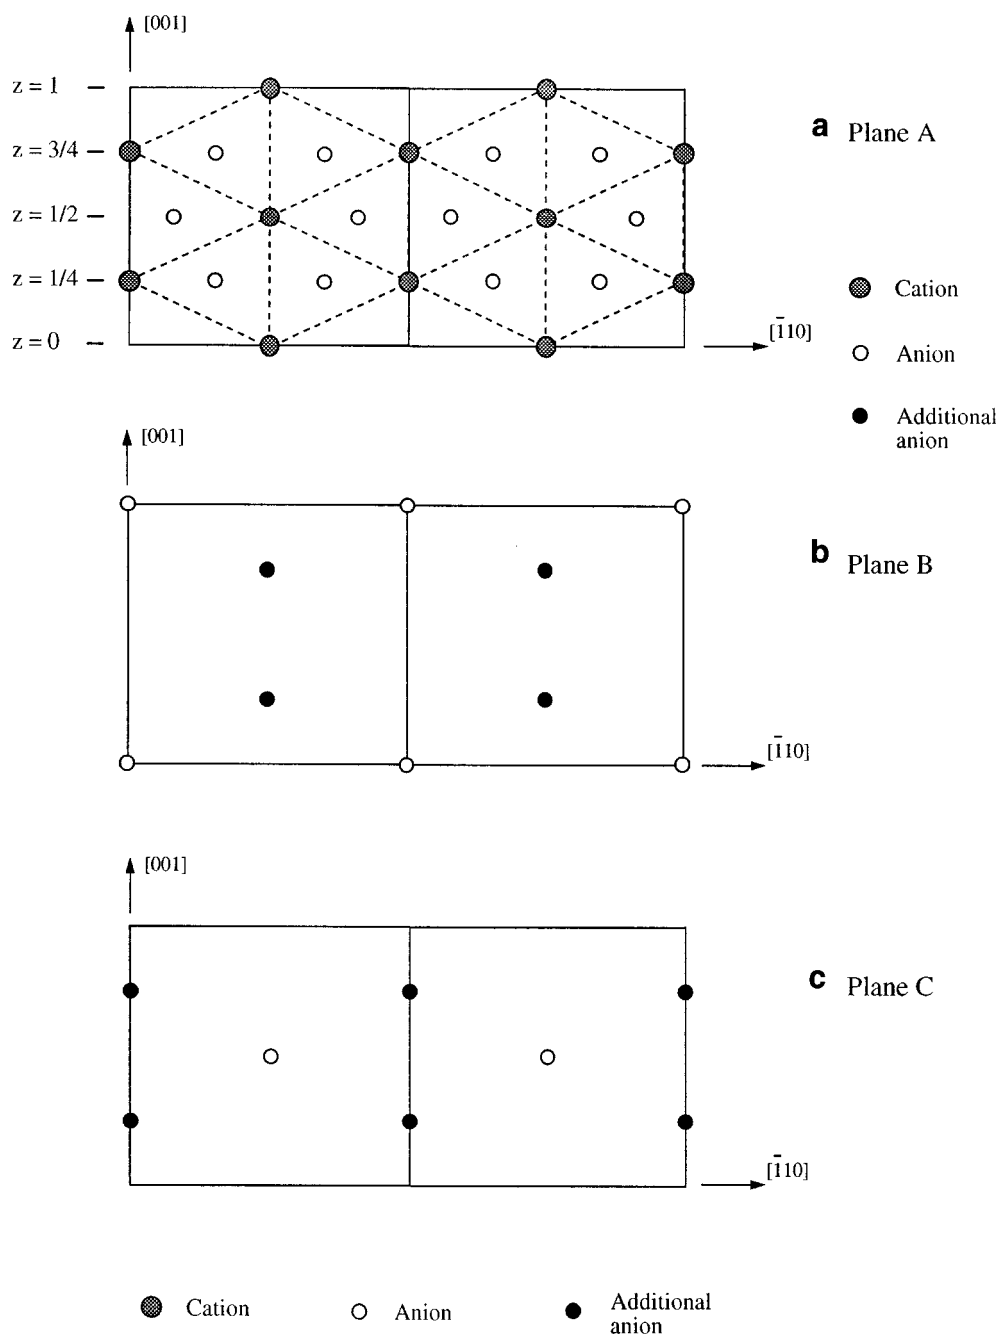 [001]
z = 1
a Plane A
z = 3/4
z = 1/2
z = 1/4
Cation
z = 0
[1̄10]
Anion
Additional
anion
[001]
b Plane B
[1̄10]
[001]
c Plane C
[1̄10]
Cation
Anion
Additional
anion